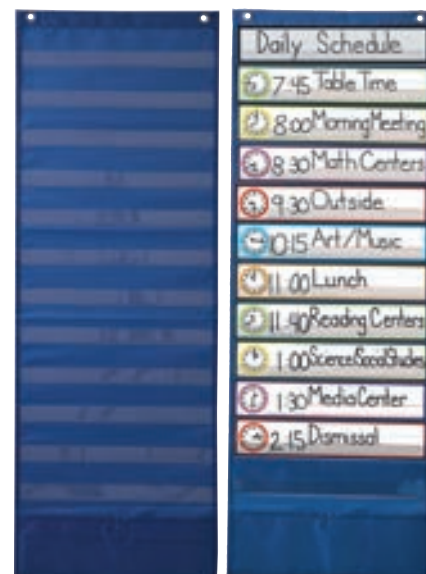 Daily Schedule
7:45 Table Time
8:00 Morning Meeting
8:30 Math Centers
9:30 Outside
10:15 Art/Music
11:00 Lunch
11:40 Reading Centers
1:00 Science/Social Studies
1:30 Media Center
2:15 Dismissal